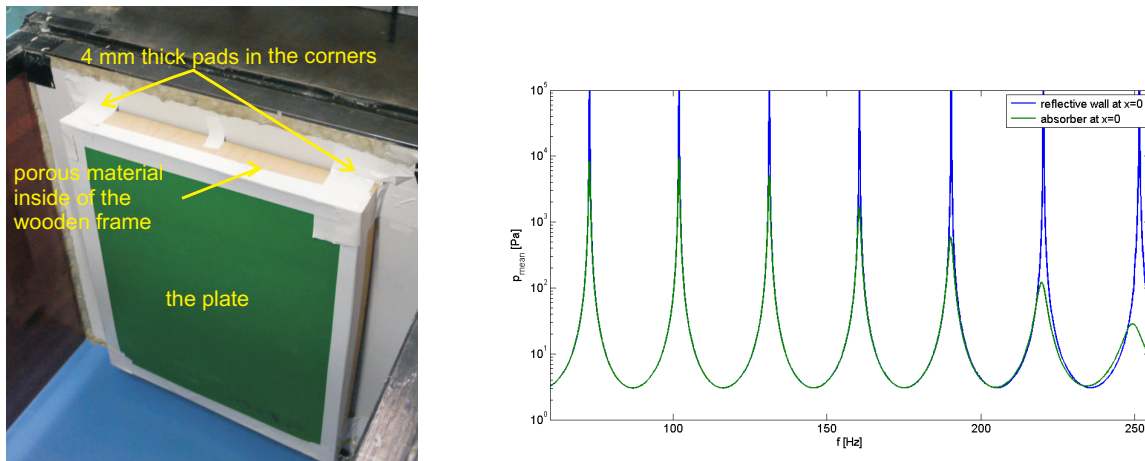 4 mm thick pads in the corners
porous material
inside of the
wooden frame
the plate
p_mean [Pa]
10^5
10^4
10^3
10^2
10^1
10^0
reflective wall at x=0
absorber at x=0
100
150
200
250
f [Hz]